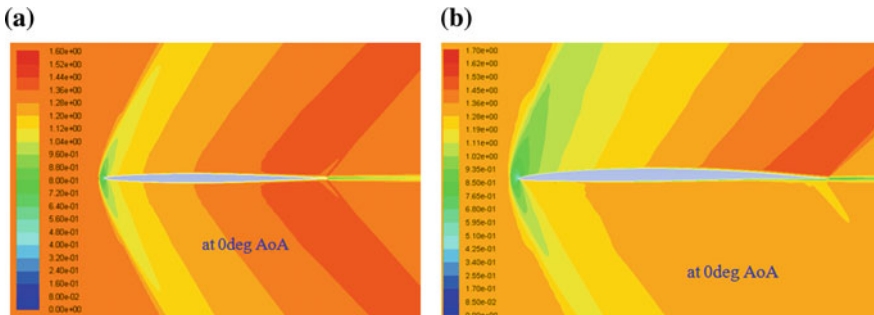 (a)
1.60e+00
1.52e+00
1.44e+00
1.36e+00
1.28e+00
1.20e+00
1.12e+00
1.04e+00
9.60e-01
8.80e-01
8.00e-01
7.20e-01
6.40e-01
5.60e-01
4.80e-01
4.00e-01
3.20e-01
2.40e-01
1.60e-01
8.00e-02
0.00e+00
at 0deg AoA
(b)
1.70e+00
1.62e+00
1.53e+00
1.45e+00
1.36e+00
1.28e+00
1.19e+00
1.11e+00
1.02e+00
9.35e-01
8.50e-01
7.65e-01
6.80e-01
5.95e-01
5.10e-01
4.25e-01
3.40e-01
2.55e-01
1.70e-01
8.50e-02
0.00e+00
at 0deg AoA